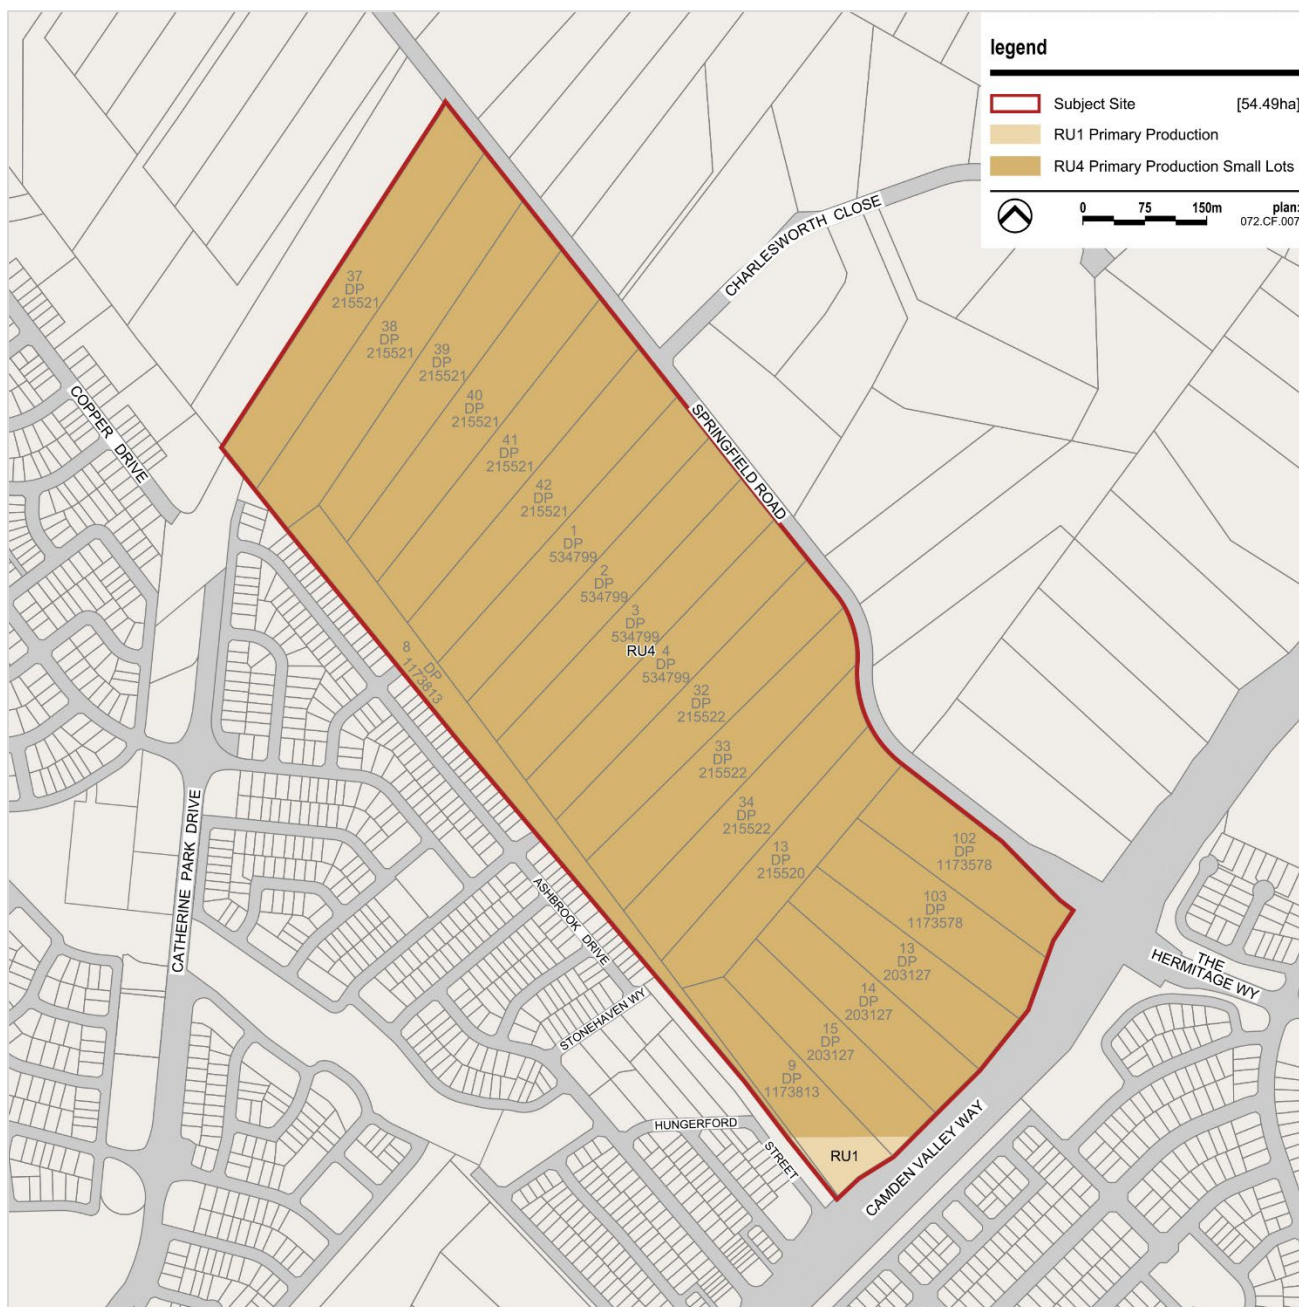 legend
Subject Site [54.49ha]
RU1 Primary Production
RU4 Primary Production Small Lots
0 75 150m plan:
072.CF.007
CHARLESWORTH CLOSE
37
DP
215521
38
DP
215521
39
DP
215521
40
DP
215521
41
DP
215521
42
DP
215521
1
DP
534799
2
DP
534799
3
DP
534799
RU4
4
DP
534799
32
DP
215522
33
DP
215522
34
DP
215522
13
DP
215520
102
DP
1173578
103
DP
1173578
13
DP
203127
14
DP
203127
15
DP
203127
9
DP
1173813
8 DP
1173813
RU1
COPPER DRIVE
SPRINGFIELD ROAD
CATHERINE PARK DRIVE
ASHBROOK DRIVE
STONEHAVEN WY
HUNGERFORD
STREET
CAMDEN VALLEY WAY
THE
HERMITAGE WY